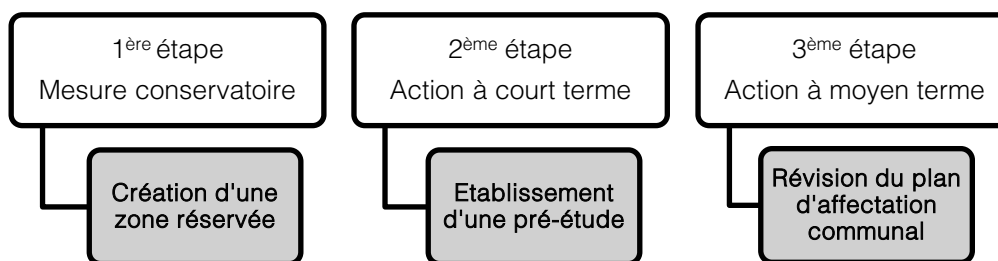 1ère étape
Mesure conservatoire
Création d'une
zone réservée
2ème étape
Action à court terme
Etablissement
d'une pré-étude
3ème étape
Action à moyen terme
Révision du plan
d'affectation
communal